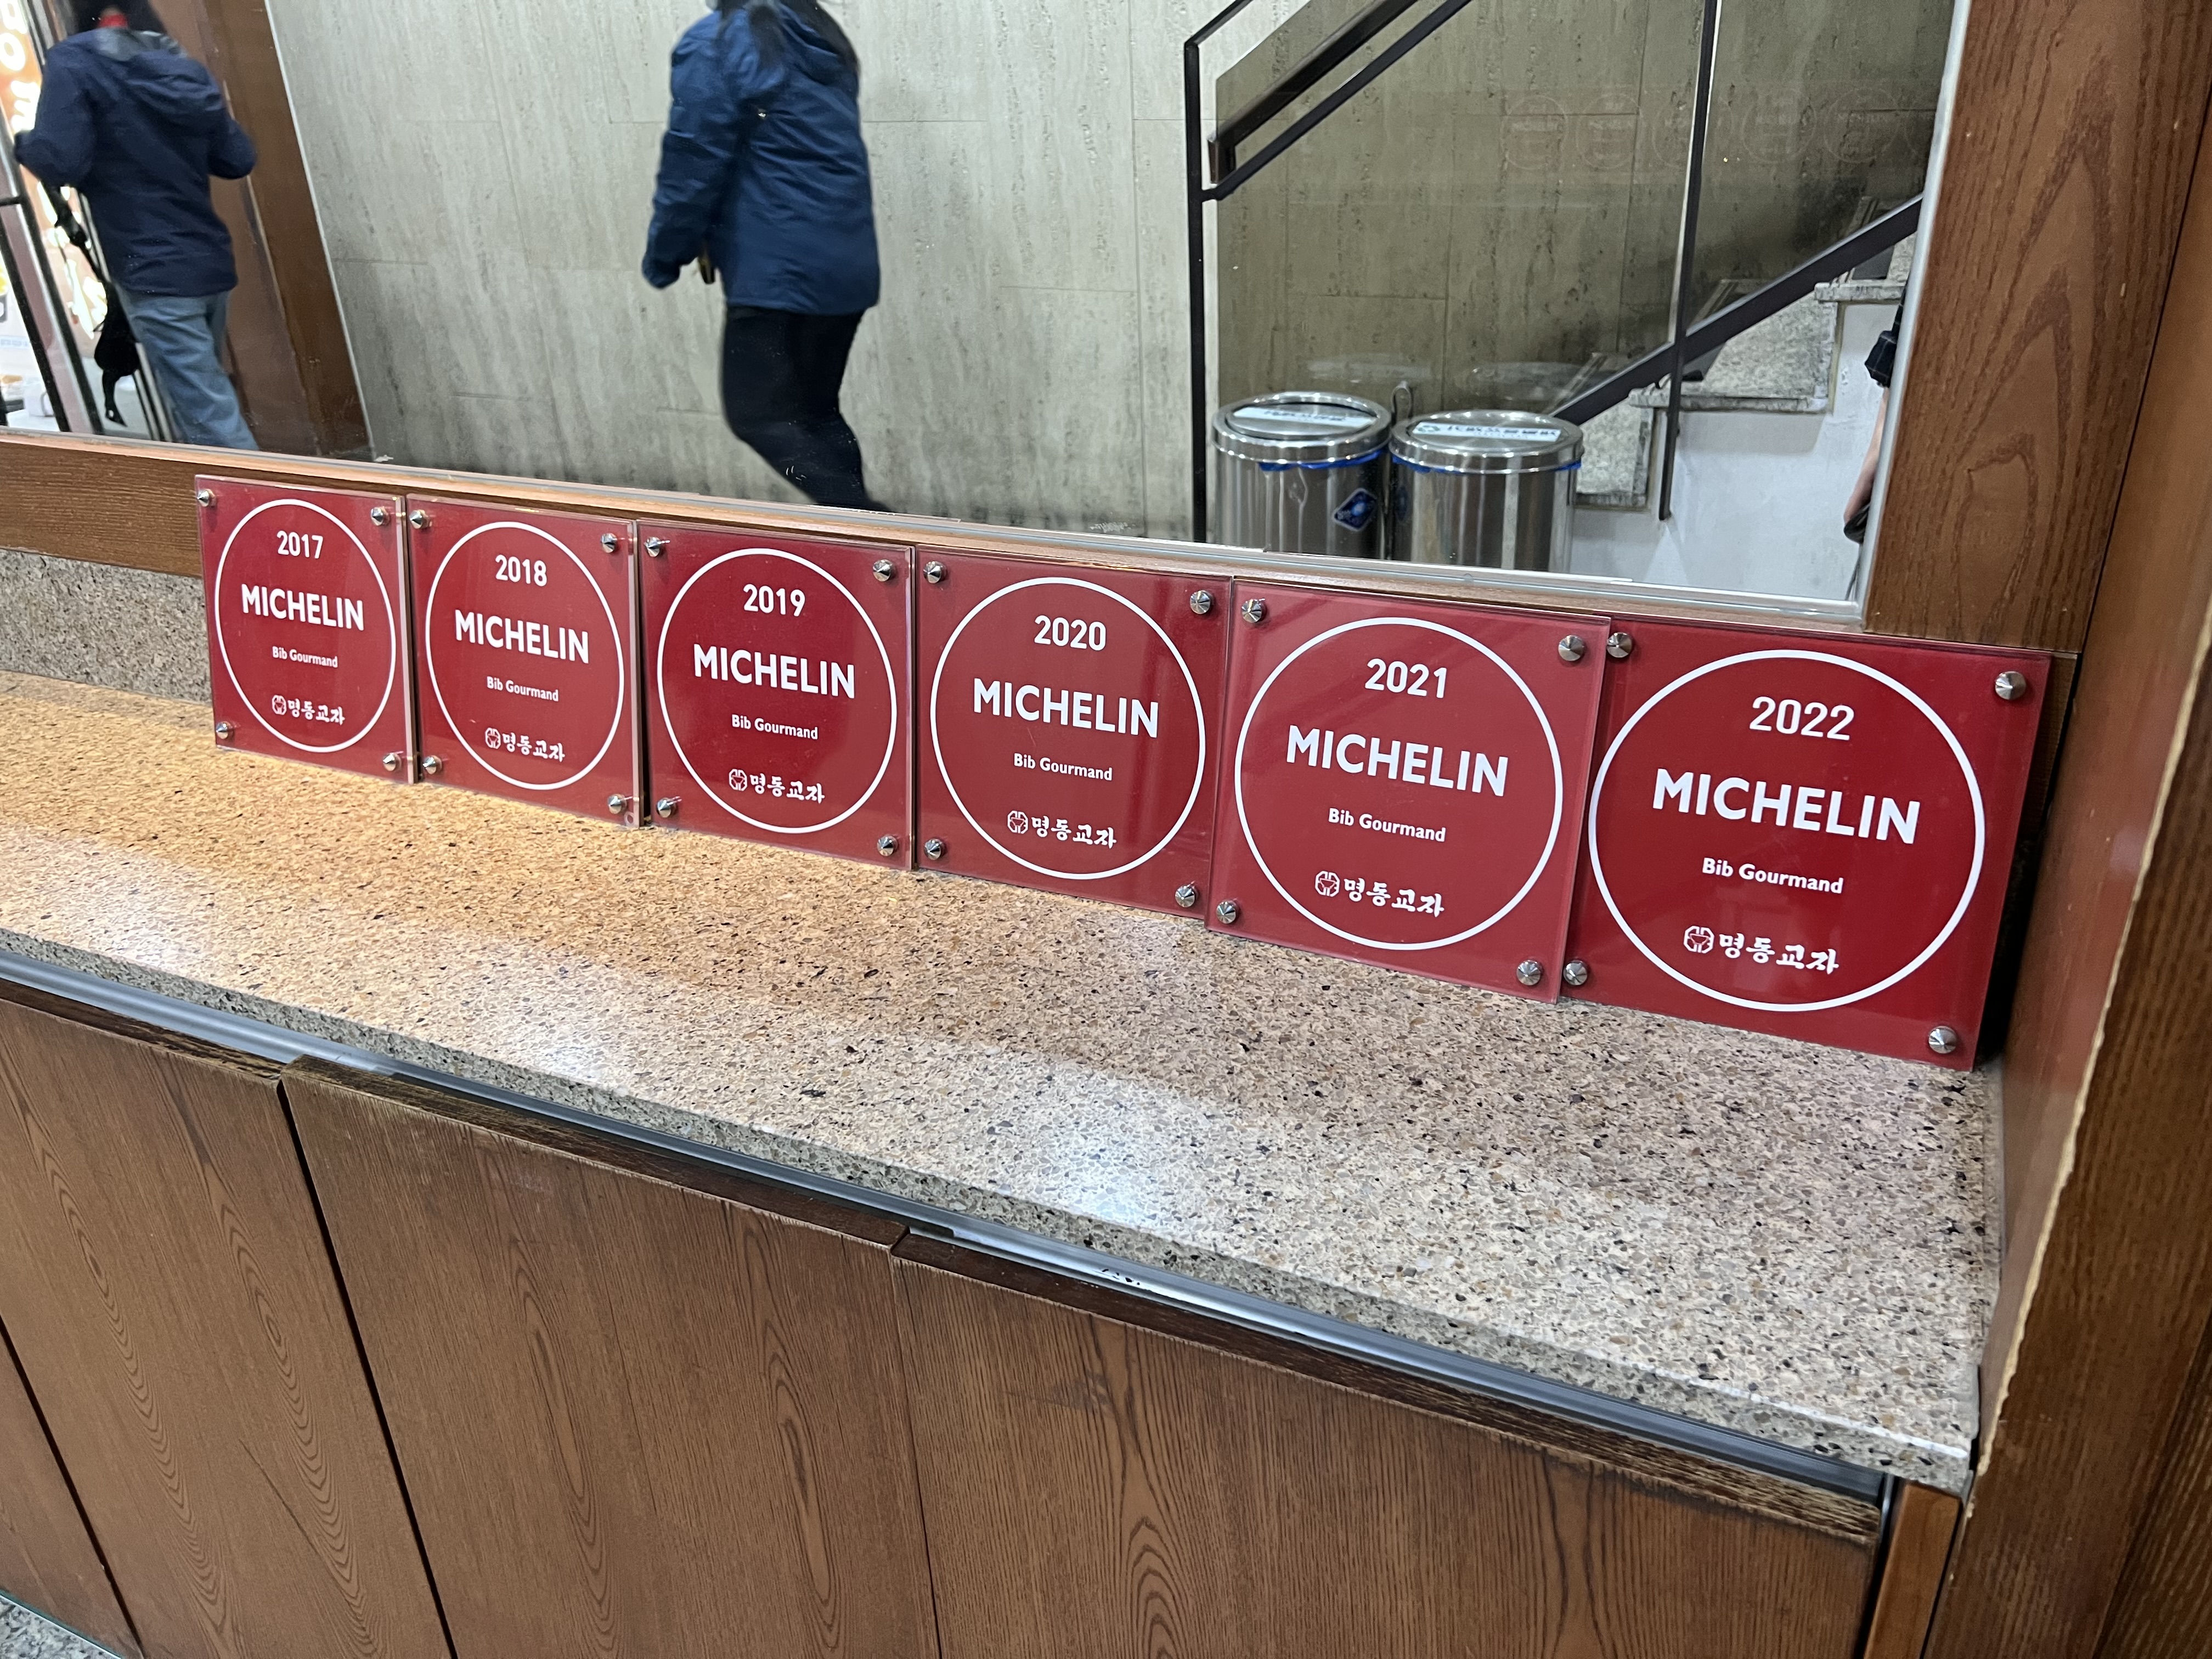 2017
MICHELIN
Bib Gourmand
명동교자
2018
MICHELIN
Bib Gourmand
명동교자
2019
MICHELIN
Bib Gourmand
명동교자
2020
MICHELIN
Bib Gourmand
명동교자
2021
MICHELIN
Bib Gourmand
명동교자
2022
MICHELIN
Bib Gourmand
명동교자